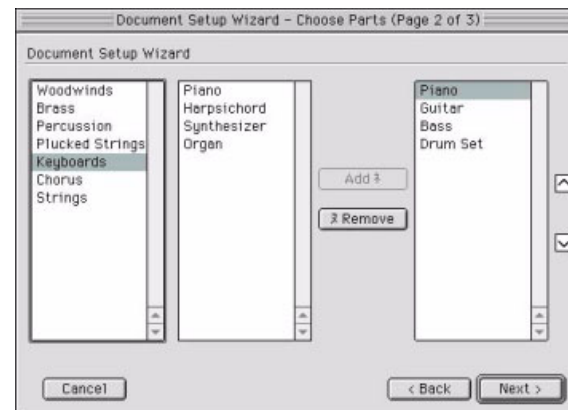 Document Setup Wizard - Choose Parts (Page 2 of 3)
Document Setup Wizard
Woodwinds
Brass
Percussion
Plucked Strings
Keyboards
Chorus
Strings
Piano
Harpsichord
Synthesizer
Organ
Add
Remove
Piano
Guitar
Bass
Drum Set
Cancel
< Back
Next >